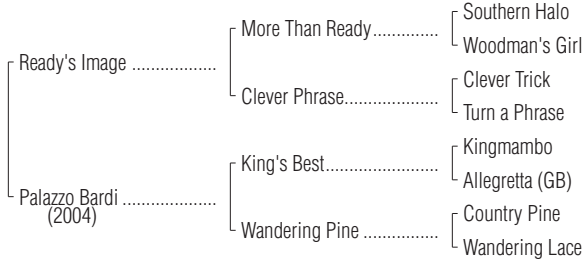 Southern Halo
More Than Ready..............
Woodman's Girl
Ready's Image ..................
Clever Trick
Clever Phrase....................
Turn a Phrase
Kingmambo
King's Best........................
Allegretta (GB)
Palazzo Bardi ....................
(2004)
Country Pine
Wandering Pine ................
Wandering Lace